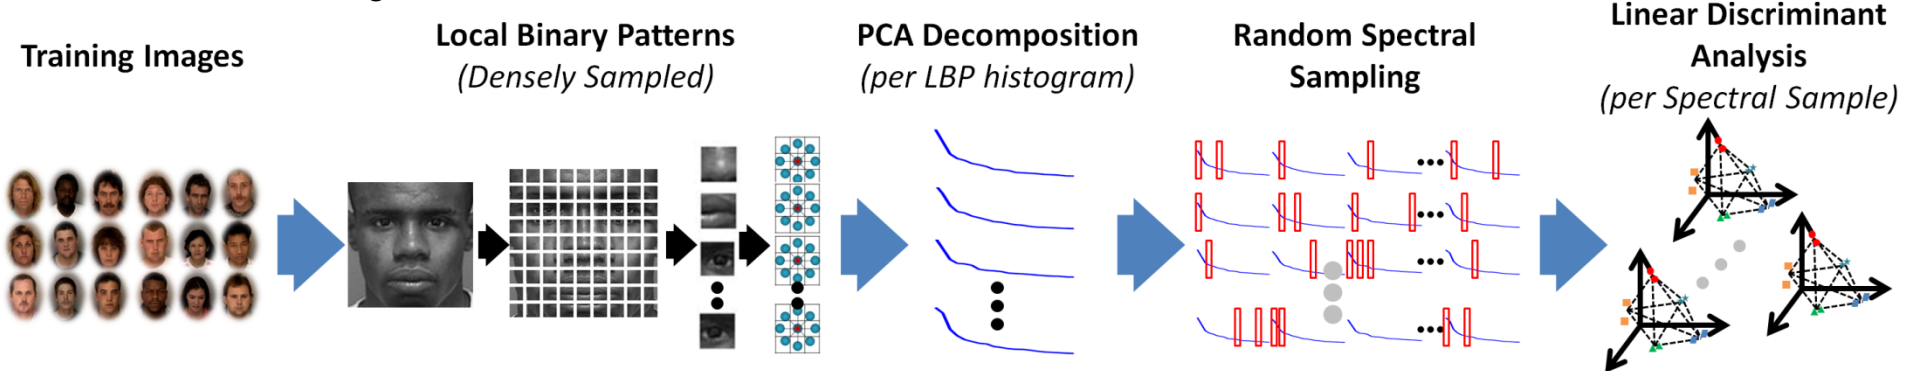 Training Images
Local Binary Patterns
(Densely Sampled)
PCA Decomposition
(per LBP histogram)
Random Spectral
Sampling
Linear Discriminant
Analysis
(per Spectral Sample)